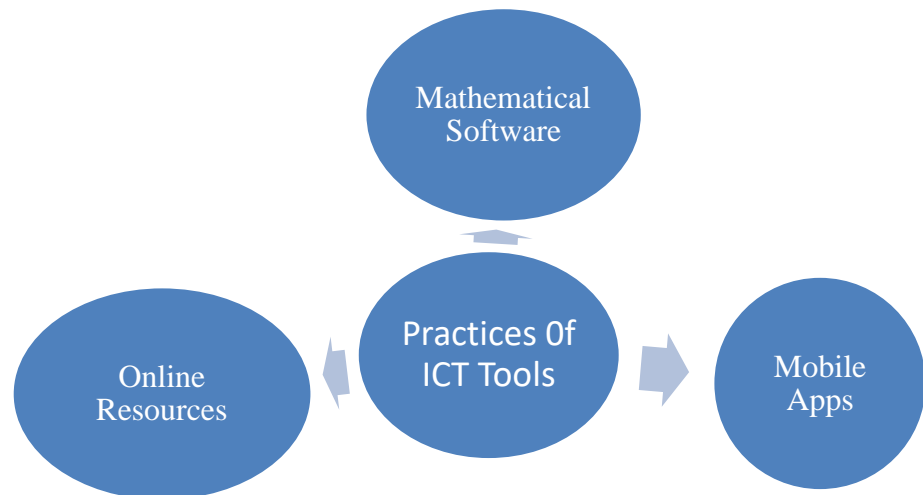 Mathematical
Software
Practices 0f
ICT Tools
Online
Resources
Mobile
Apps